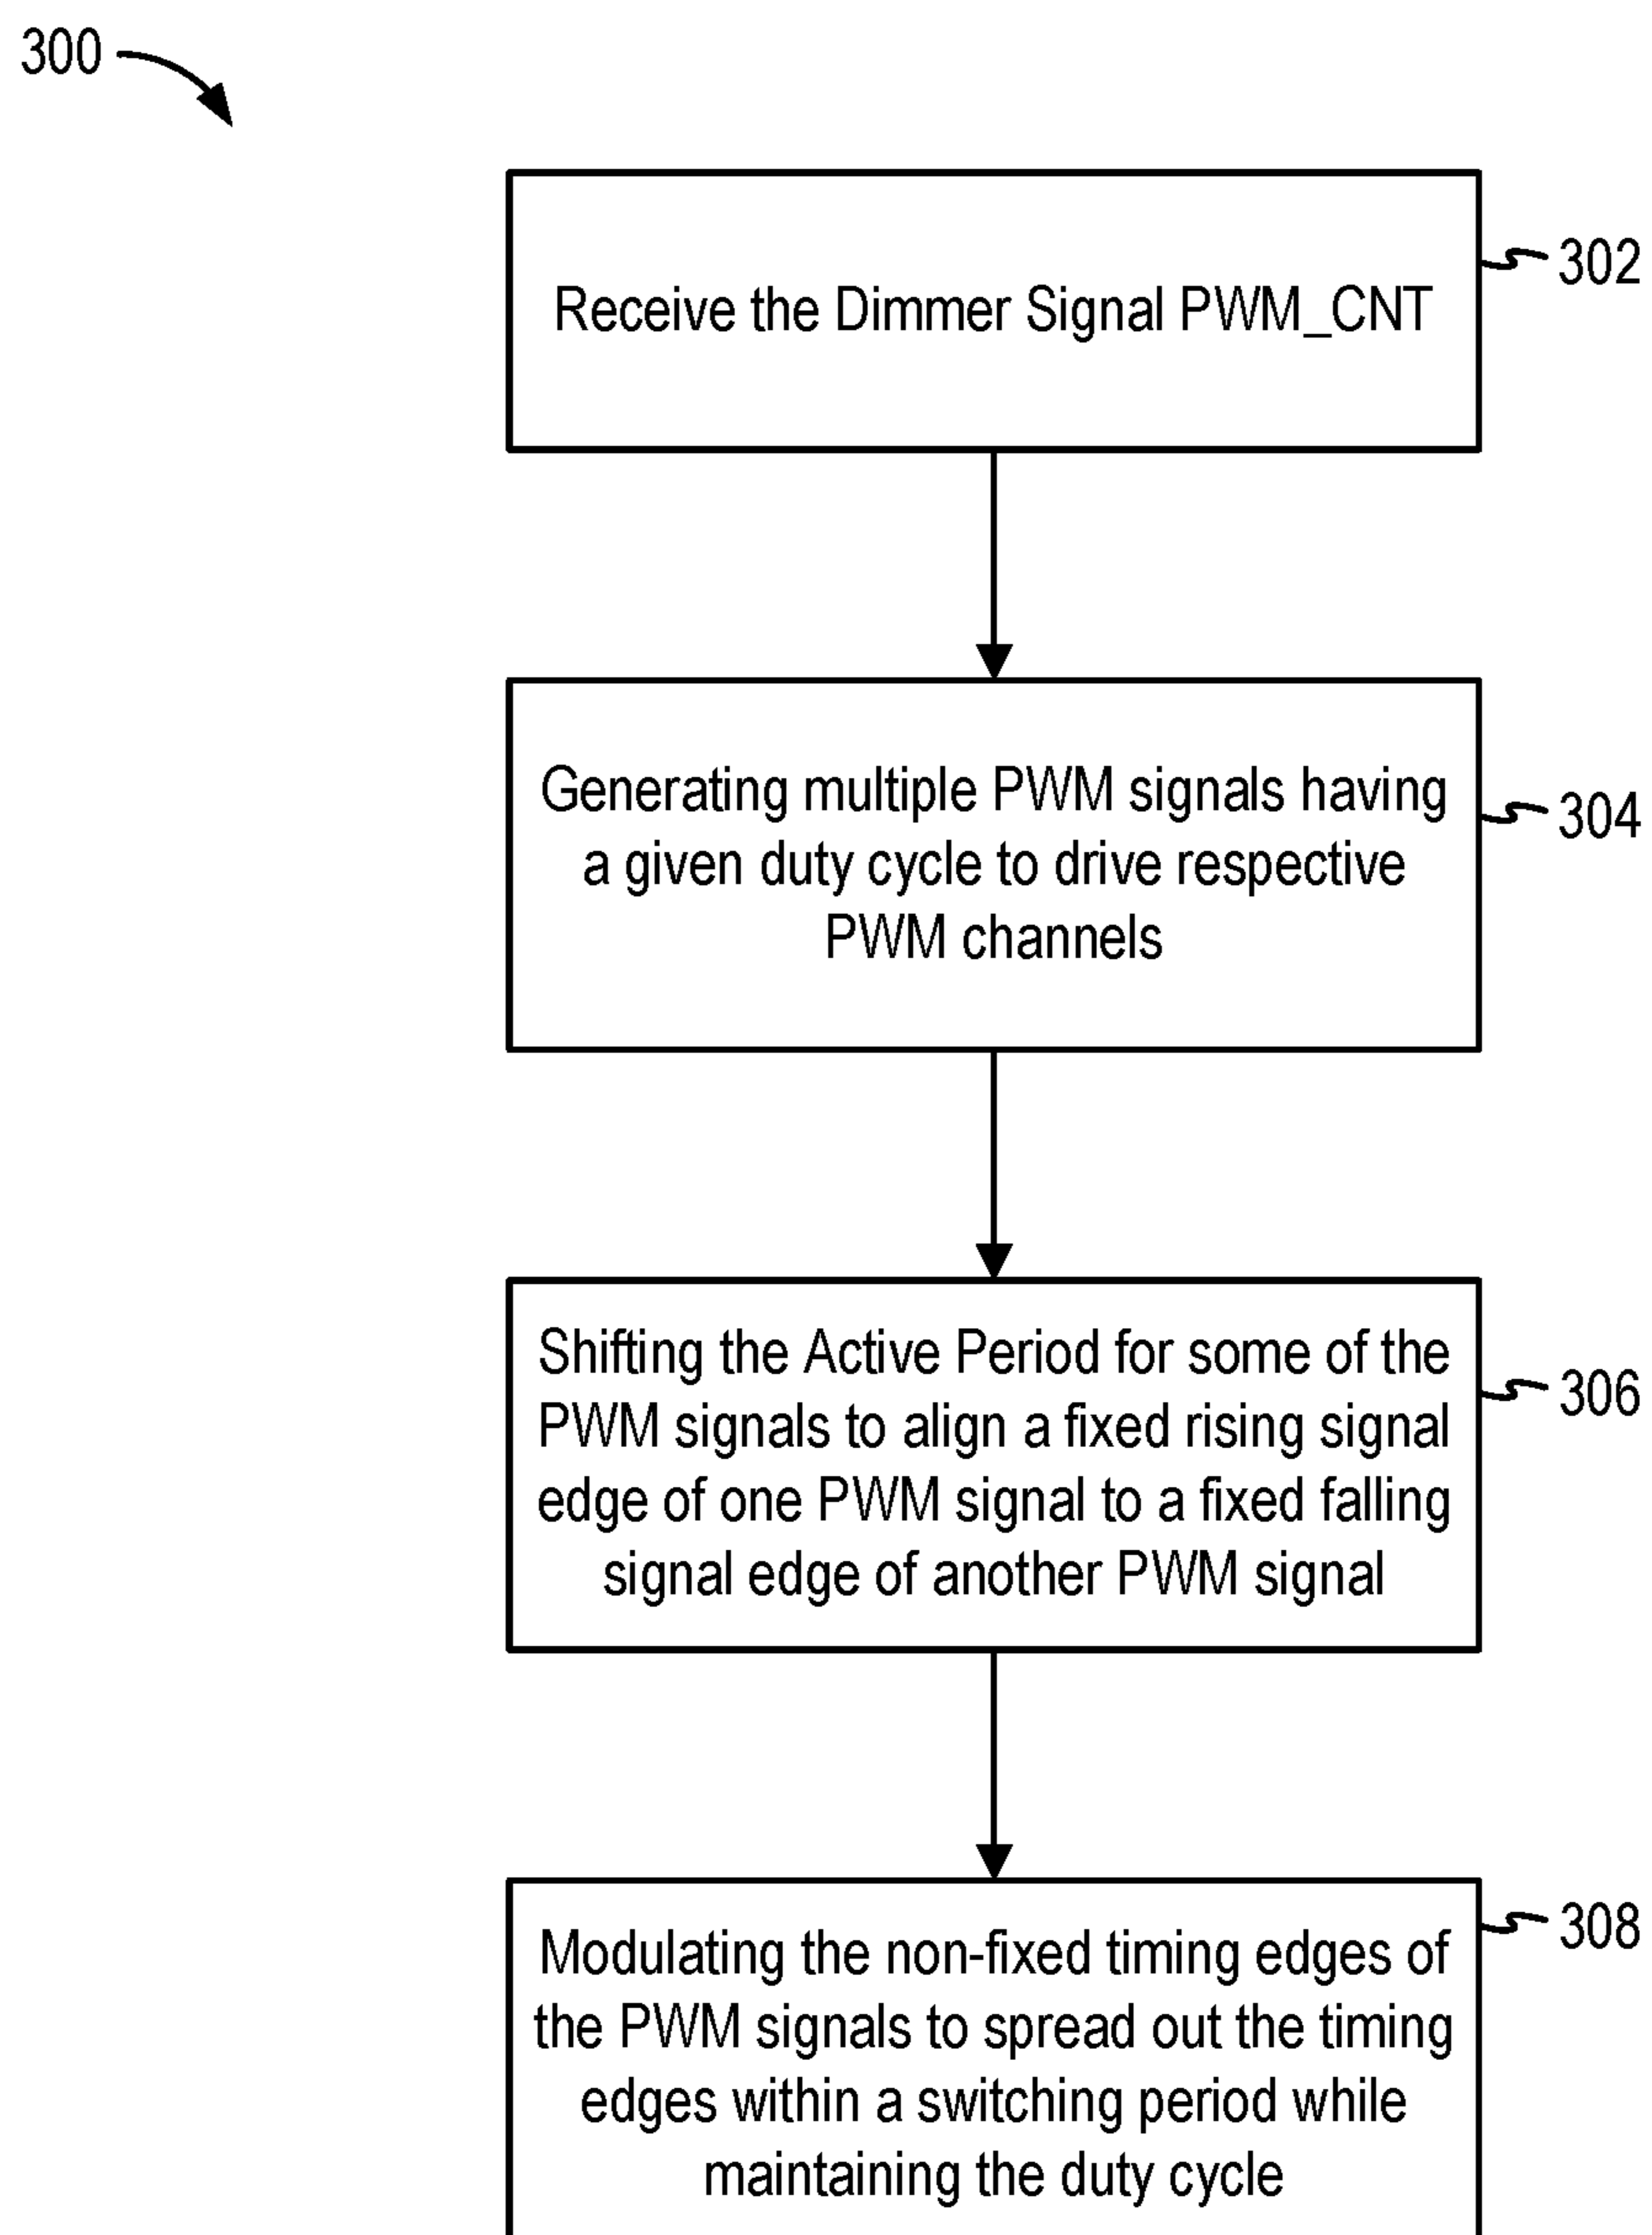 300
Receive the Dimmer Signal PWM_CNT
302
Generating multiple PWM signals having
a given duty cycle to drive respective
PWM channels
304
Shifting the Active Period for some of the
PWM signals to align a fixed rising signal
edge of one PWM signal to a fixed falling
signal edge of another PWM signal
306
Modulating the non-fixed timing edges of
the PWM signals to spread out the timing
edges within a switching period while
maintaining the duty cycle
308